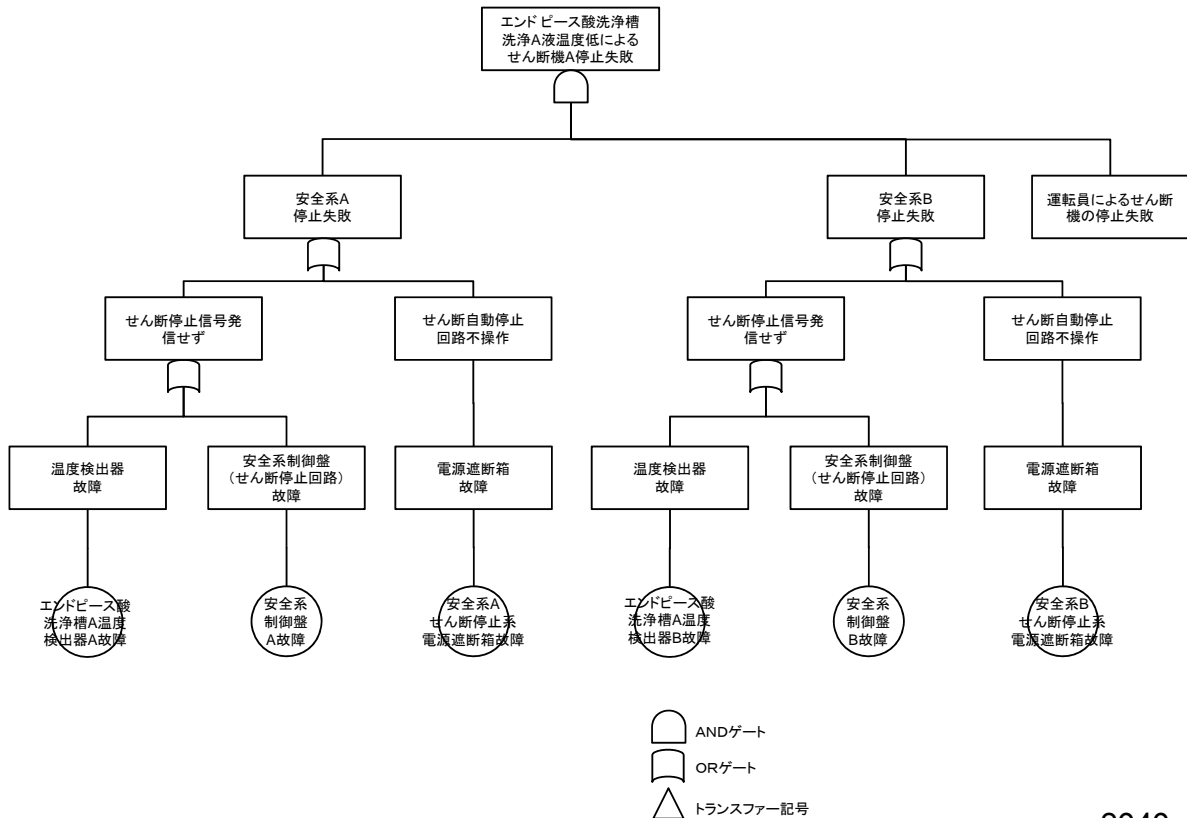 エンドピース酸洗浄槽
洗浄A液温度低による
せん断機A停止失敗
安全系A
停止失敗
安全系B
停止失敗
運転員によるせん断
機の停止失敗
せん断停止信号発
信せず
せん断自動停止
回路不操作
せん断停止信号発
信せず
せん断自動停止
回路不操作
温度検出器
故障
安全系制御盤
（せん断停止回路）
故障
電源遮断箱
故障
温度検出器
故障
安全系制御盤
（せん断停止回路）
故障
電源遮断箱
故障
エンドピース酸
洗浄槽A温度
検出器A故障
安全系
制御盤
A故障
安全系A
せん断停止系
電源遮断箱故障
エンドピース酸
洗浄槽A温度
検出器B故障
安全系
制御盤
B故障
安全系B
せん断停止系
電源遮断箱故障
ANDゲート
ORゲート
トランスファー記号